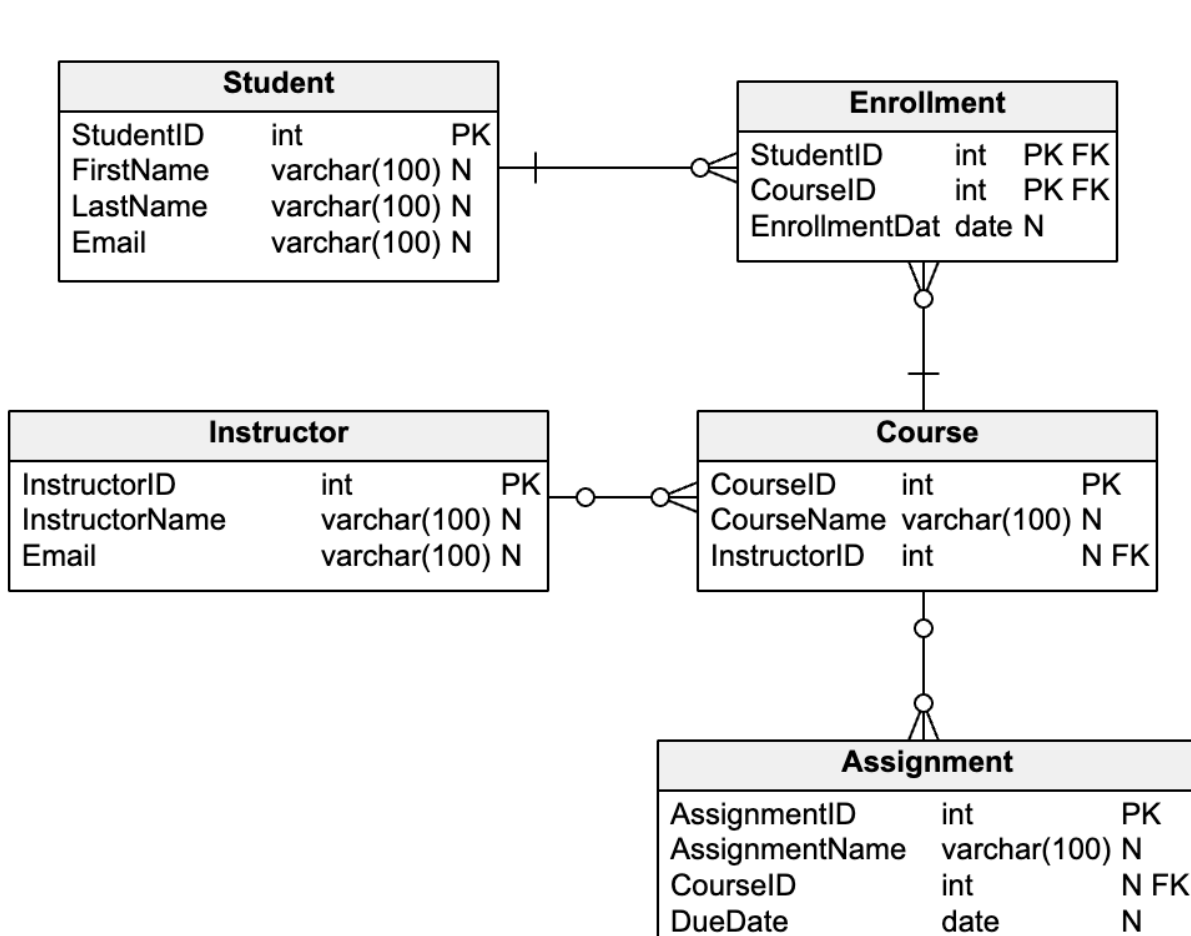 Student
StudentID int PK
FirstName varchar(100) N
LastName varchar(100) N
Email varchar(100) N
Enrollment
StudentID int PK FK
CourseID int PK FK
EnrollmentDat date N
Instructor
InstructorID int PK
InstructorName varchar(100) N
Email varchar(100) N
Course
CourseID int PK
CourseName varchar(100) N
InstructorID int N FK
Assignment
AssignmentID int PK
AssignmentName varchar(100) N
CourseID int N FK
DueDate date N